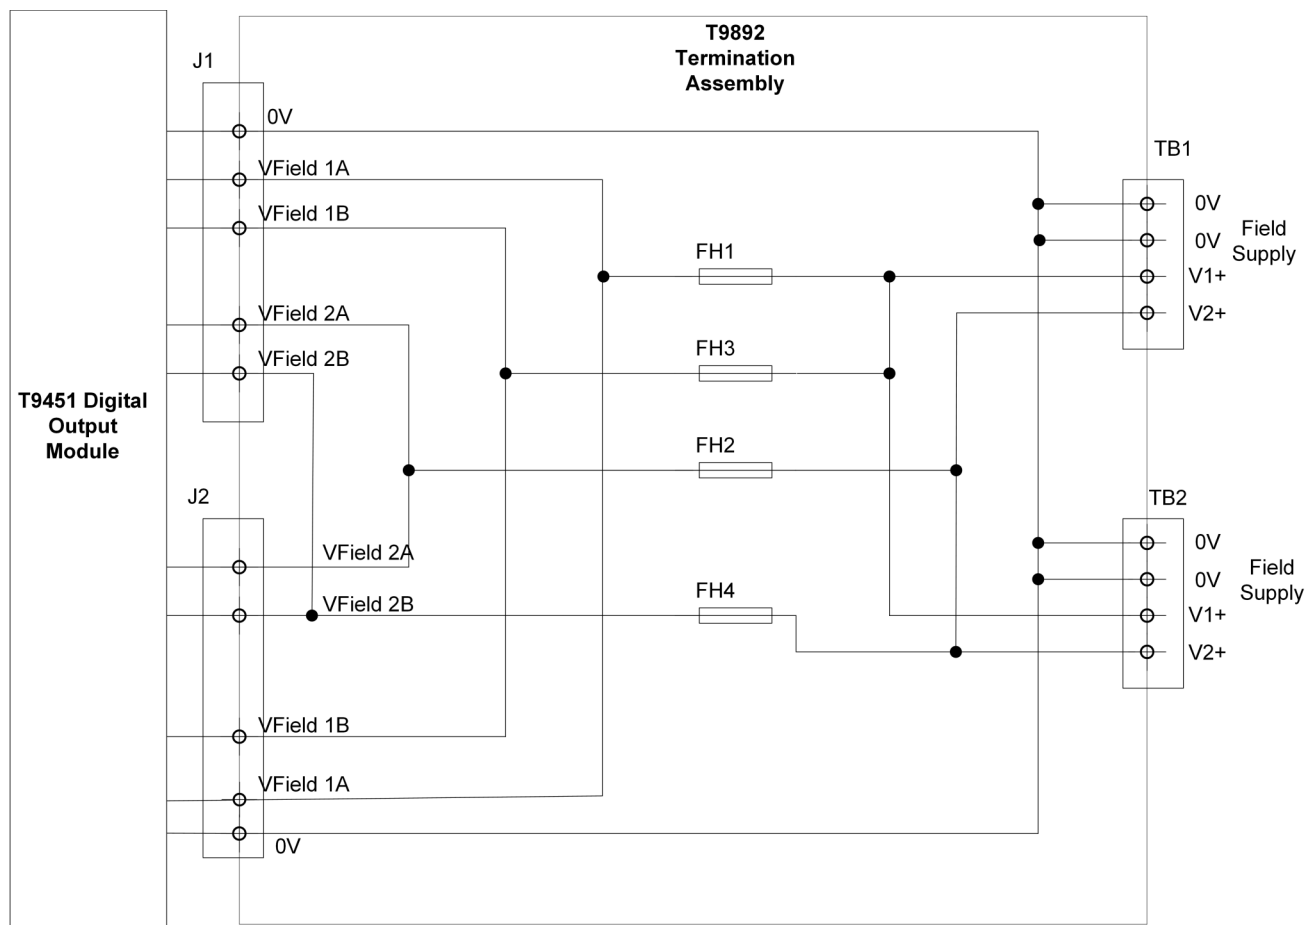 T9892
Termination
Assembly
J1
0V
VField 1A
VField 1B
VField 2A
VField 2B
T9451 Digital
Output
Module
J2
VField 2A
VField 2B
VField 1B
VField 1A
0V
FH1
FH3
FH2
FH4
TB1
0V
0V
V1+
V2+
Field
Supply
TB2
0V
0V
V1+
V2+
Field
Supply